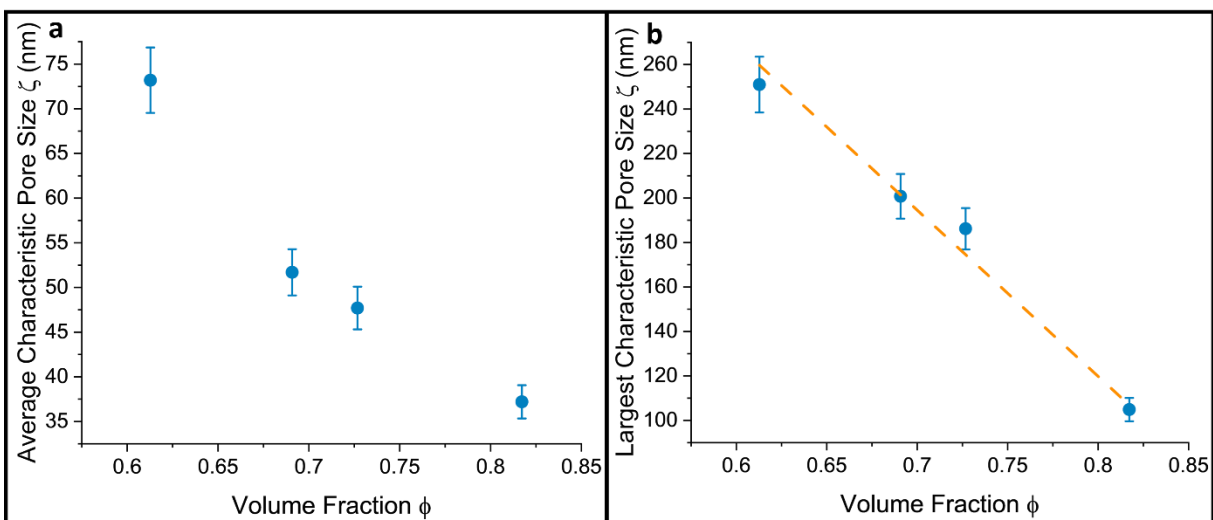 a
Average Characteristic Pore Size ζ (nm)
75
72
65
60
55
50
45
40
35
0.6 0.65 0.7 0.75 0.8 0.85
Volume Fraction ϕ
b
Largest Characteristic Pore Size ζ (nm)
260
240
220
200
180
160
140
120
100
0.6 0.65 0.7 0.75 0.8 0.85
Volume Fraction ϕ